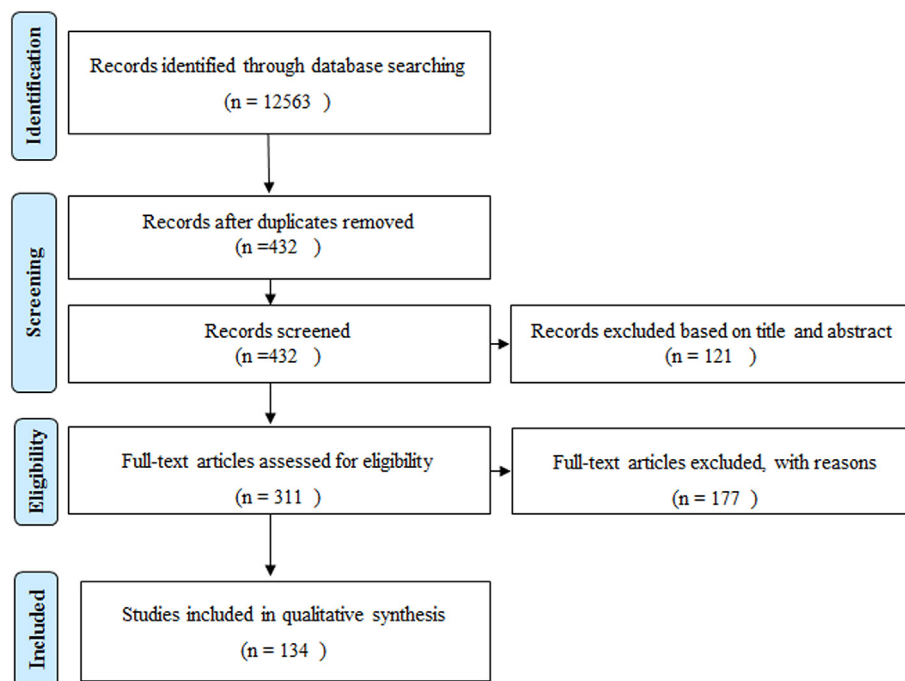 Identification
Records identified through database searching
(n = 12563 )
Screening
Records after duplicates removed
(n =432 )
Records screened
(n =432 )
Records excluded based on title and abstract
(n = 121 )
Eligibility
Full-text articles assessed for eligibility
(n = 311 )
Full-text articles excluded, with reasons
(n = 177 )
Included
Studies included in qualitative synthesis
(n = 134 )